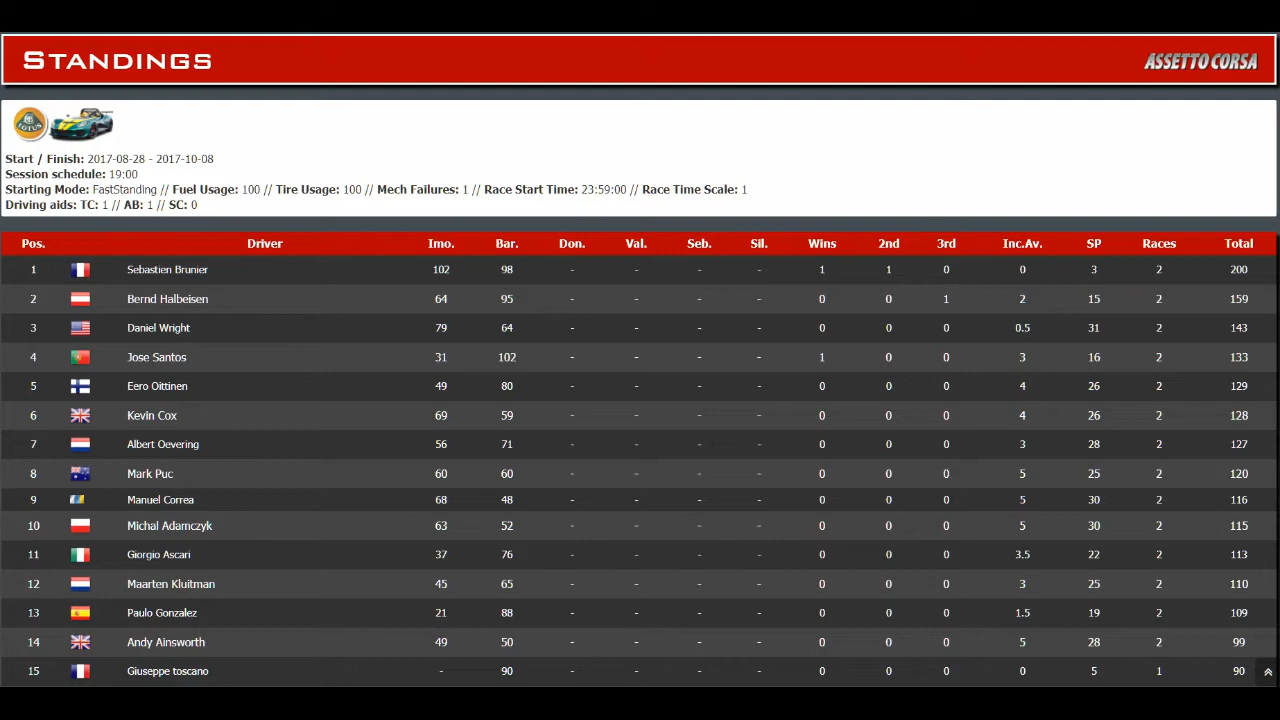 STANDINGS
ASSETTO CORSA
LOTUS
Start / Finish: 2017-08-28 - 2017-10-08
Session schedule: 19:00
Starting Mode: FastStanding // Fuel Usage: 100 // Tire Usage: 100 // Mech Failures: 1 // Race Start Time: 23:59:00 // Race Time Scale: 1
Driving aids: TC: 1 // AB: 1 // SC: 0
Pos. Driver Imo. Bar. Don. Val. Seb. Sil. Wins 2nd 3rd Inc.Av. SP Races Total
1 Sebastien Brunier 102 98 - - - - 1 1 0 0 3 2 200
2 Bernd Halbeisen 64 95 - - - - 0 0 1 2 15 2 159
3 Daniel Wright 79 64 - - - - 0 0 0 0.5 31 2 143
4 Jose Santos 31 102 - - - - 1 0 0 3 16 2 133
5 Eero Oittinen 49 80 - - - - 0 0 0 4 26 2 129
6 Kevin Cox 69 59 - - - - 0 0 0 4 26 2 128
7 Albert Oevering 56 71 - - - - 0 0 0 3 28 2 127
8 Mark Puc 60 60 - - - - 0 0 0 5 25 2 120
9 Manuel Correa 68 48 - - - - 0 0 0 5 30 2 116
10 Michal Adamczyk 63 52 - - - - 0 0 0 5 30 2 115
11 Giorgio Ascari 37 76 - - - - 0 0 0 3.5 22 2 113
12 Maarten Kluitman 45 65 - - - - 0 0 0 3 25 2 110
13 Paulo Gonzalez 21 88 - - - - 0 0 0 1.5 19 2 109
14 Andy Ainsworth 49 50 - - - - 0 0 0 5 28 2 99
15 Giuseppe toscano - 90 - - - - 0 0 0 0 5 1 90